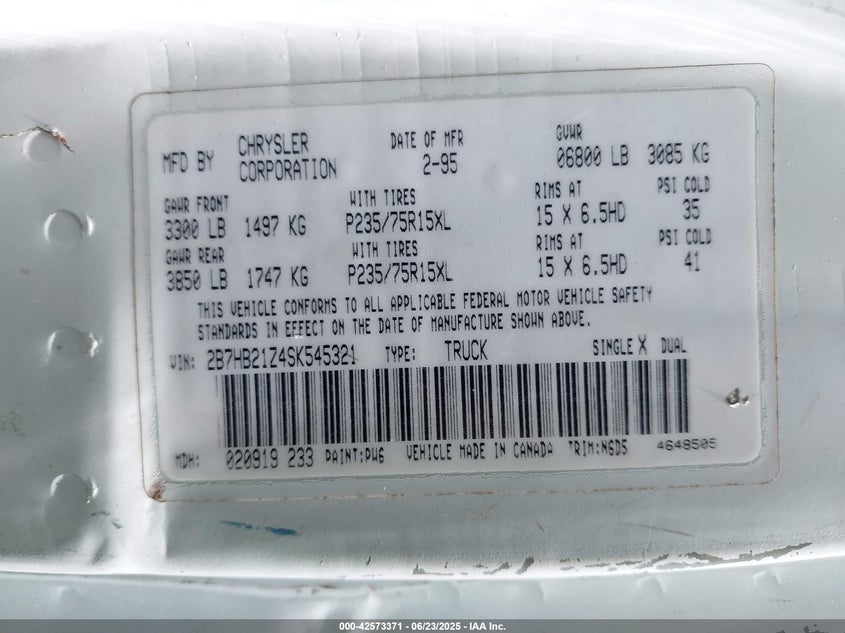 MFD BY CHRYSLER CORPORATION DATE OF MFR 2-95 GVWR 06800 LB 3085 KG
GAWR FRONT WITH TIRES RIMS AT PSI COLD
3300 LB 1497 KG P235/75R15XL 15 X 6.5HD 35
GAWR REAR WITH TIRES RIMS AT PSI COLD
3850 LB 1747 KG P235/75R15XL 15 X 6.5HD 41
THIS VEHICLE CONFORMS TO ALL APPLICABLE FEDERAL MOTOR VEHICLE SAFETY
STANDARDS IN EFFECT ON THE DATE OF MANUFACTURE SHOWN ABOVE.
VIN: 2B7HB21Z4SK545321 TYPE: TRUCK SINGLE X DUAL
MDH: 020919 233 PAINT:PW6 VEHICLE MADE IN CANADA TRIM:N6D5 4648505
000-42573371 - 06/23/2025 - IAA Inc.